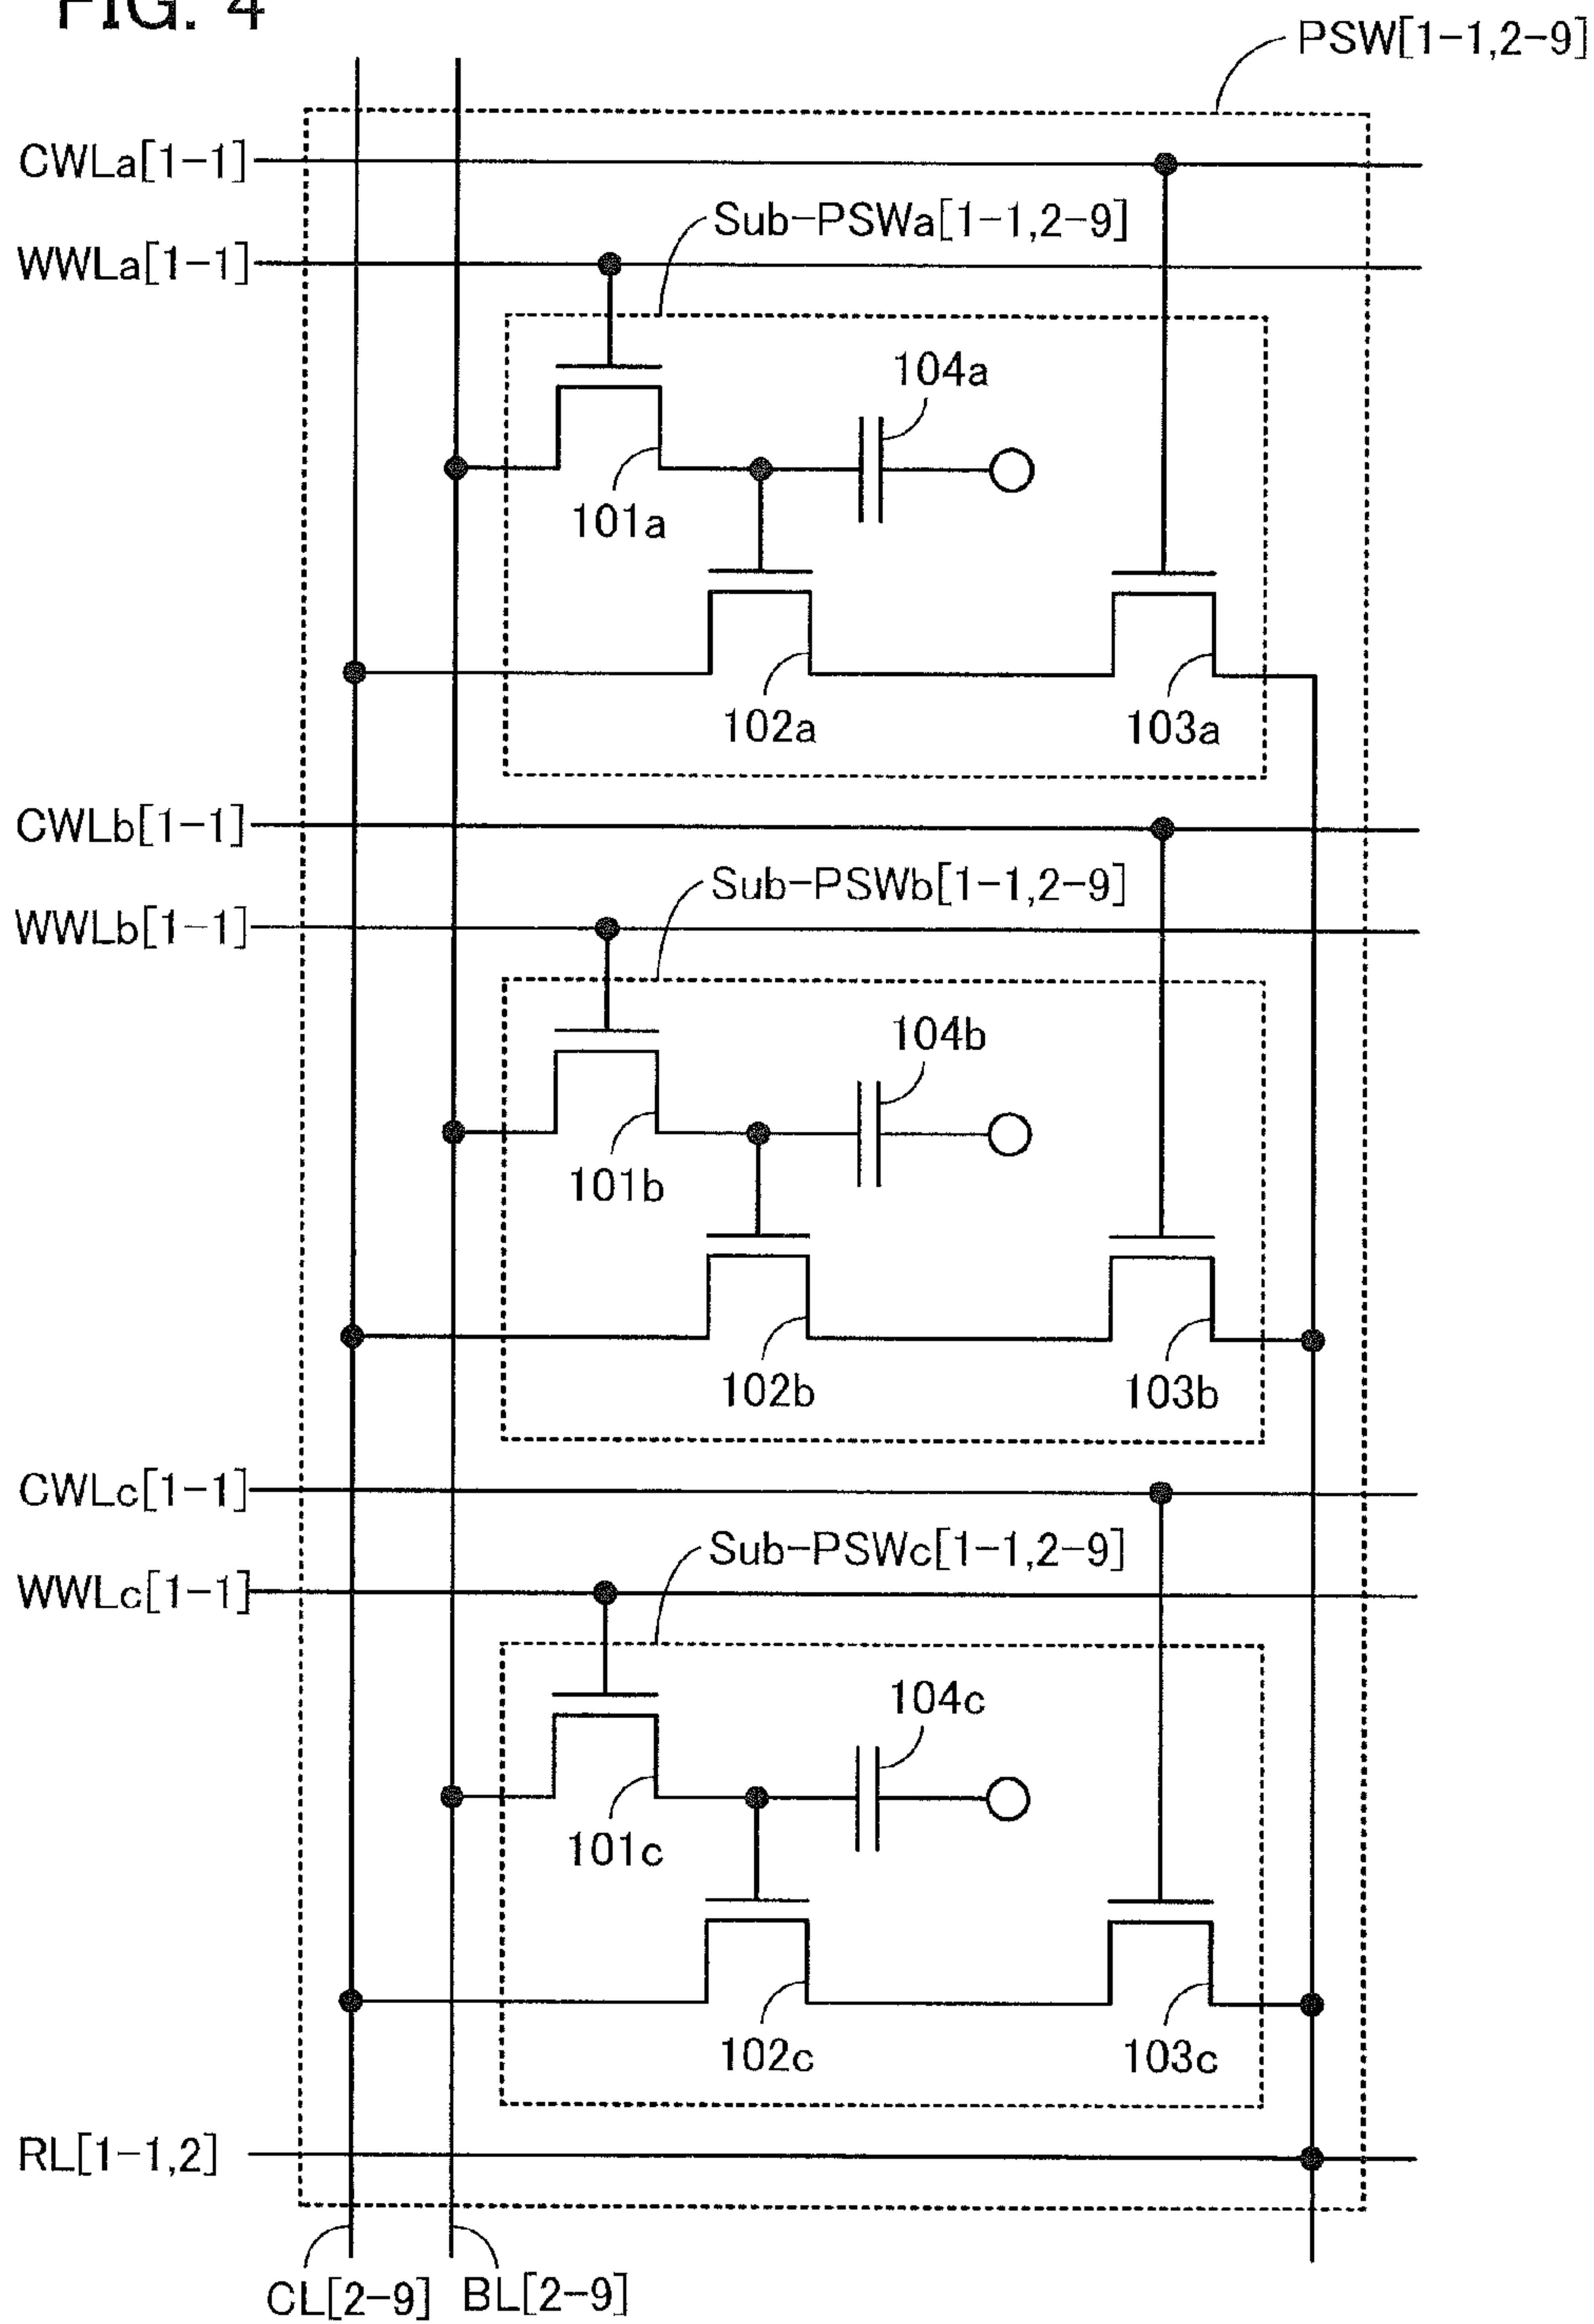 FIG. 4
PSW[1-1,2-9]
CWLa[1-1]
Sub-PSWa[1-1,2-9]
WWLa[1-1]
104a
101a
102a
103a
CWLb[1-1]
Sub-PSWb[1-1,2-9]
WWLb[1-1]
104b
101b
102b
103b
CWLc[1-1]
Sub-PSWc[1-1,2-9]
WWLc[1-1]
104c
101c
102c
103c
RL[1-1,2]
CL[2-9] BL[2-9]